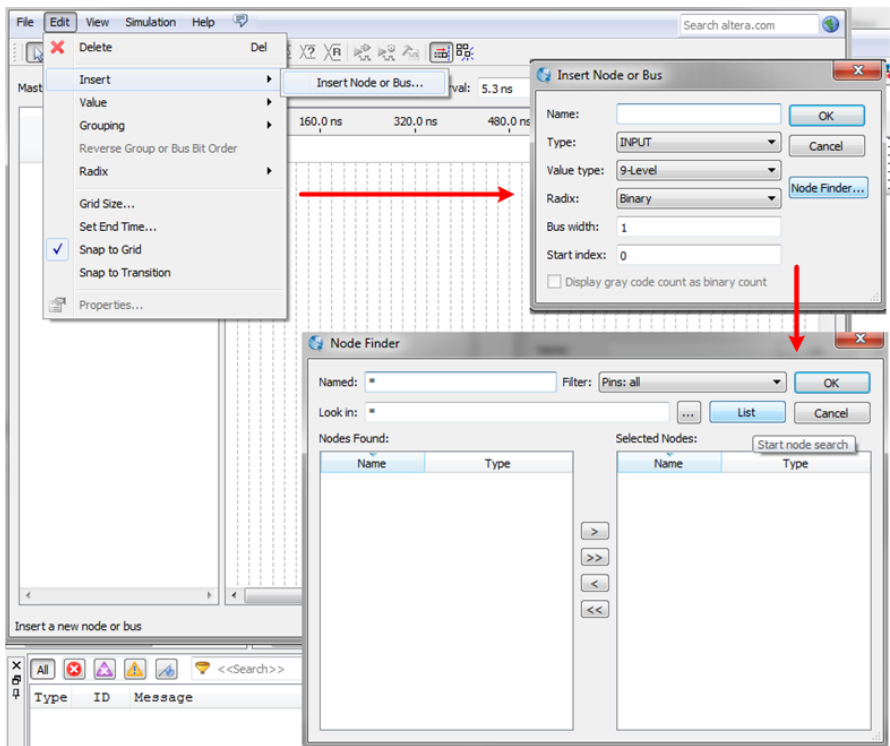 File Edit View Simulation Help
Search altera.com
Delete Del
Insert
Insert Node or Bus...
Value
Grouping
Reverse Group or Bus Bit Order
Radix
Grid Size...
Set End Time...
Snap to Grid
Snap to Transition
Properties...
Mast
rval: 5.3 ns
160.0 ns 320.0 ns 480.0 ns
Insert Node or Bus
Name:
OK
Type: INPUT
Cancel
Value type: 9-Level
Node Finder...
Radix: Binary
Bus width: 1
Start index: 0
Display gray code count as binary count
Node Finder
Named: *
Filter: Pins: all
OK
Look in: *
...
List
Cancel
Start node search
Nodes Found:
Selected Nodes:
Name Type
Name Type
>
>>
<
<<
Insert a new node or bus
All
<<Search>>
Type ID Message